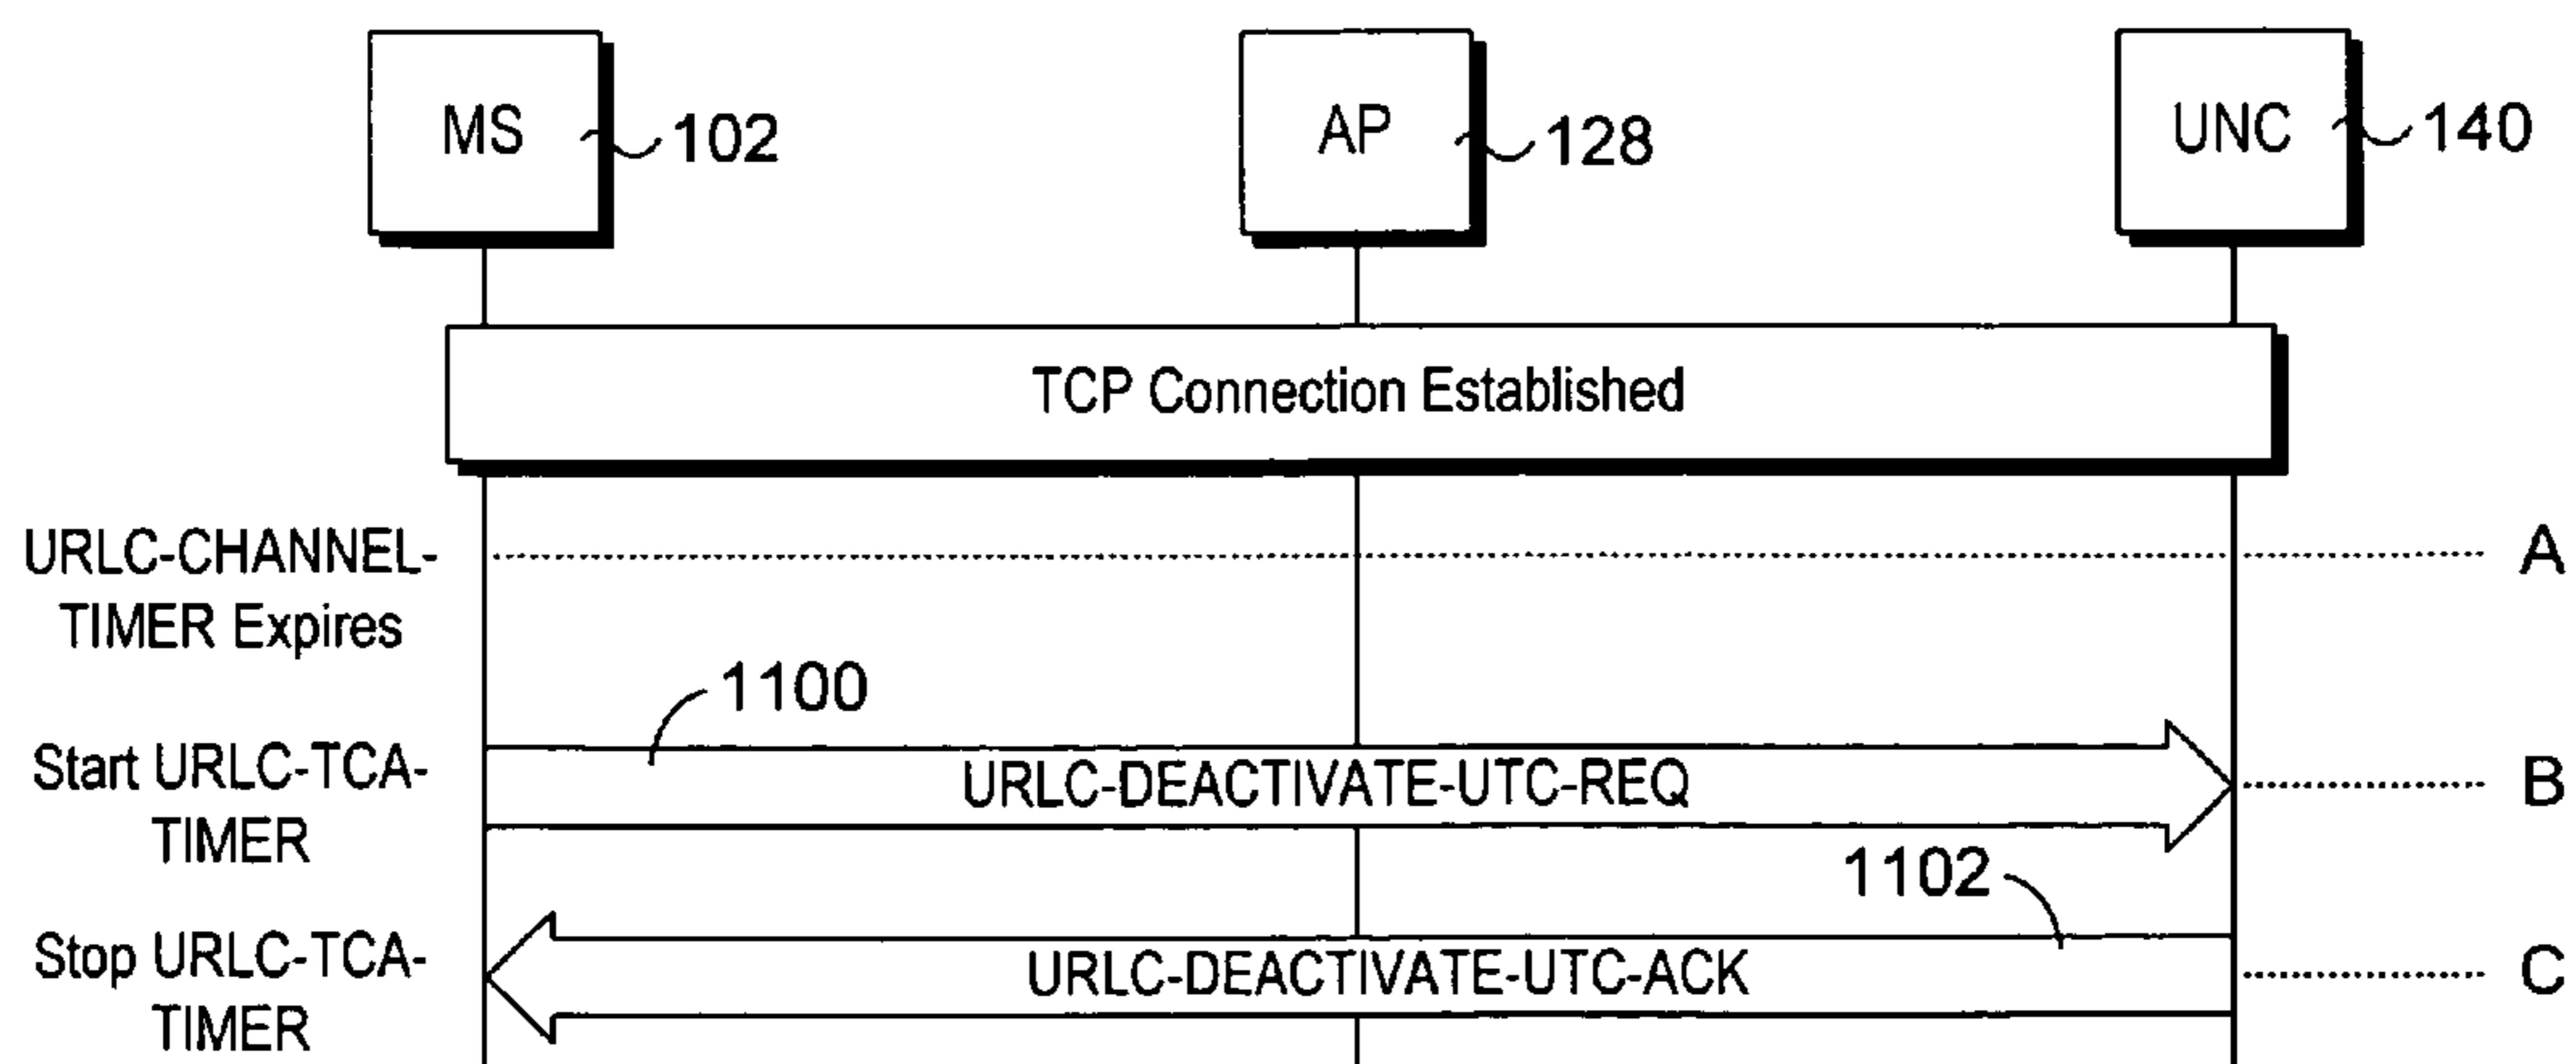 MS
102
AP
128
UNC
140
TCP Connection Established
URLC-CHANNEL-
TIMER Expires
A
1100
Start URLC-TCA-
TIMER
URLC-DEACTIVATE-UTC-REQ
B
1102
Stop URLC-TCA-
TIMER
URLC-DEACTIVATE-UTC-ACK
C